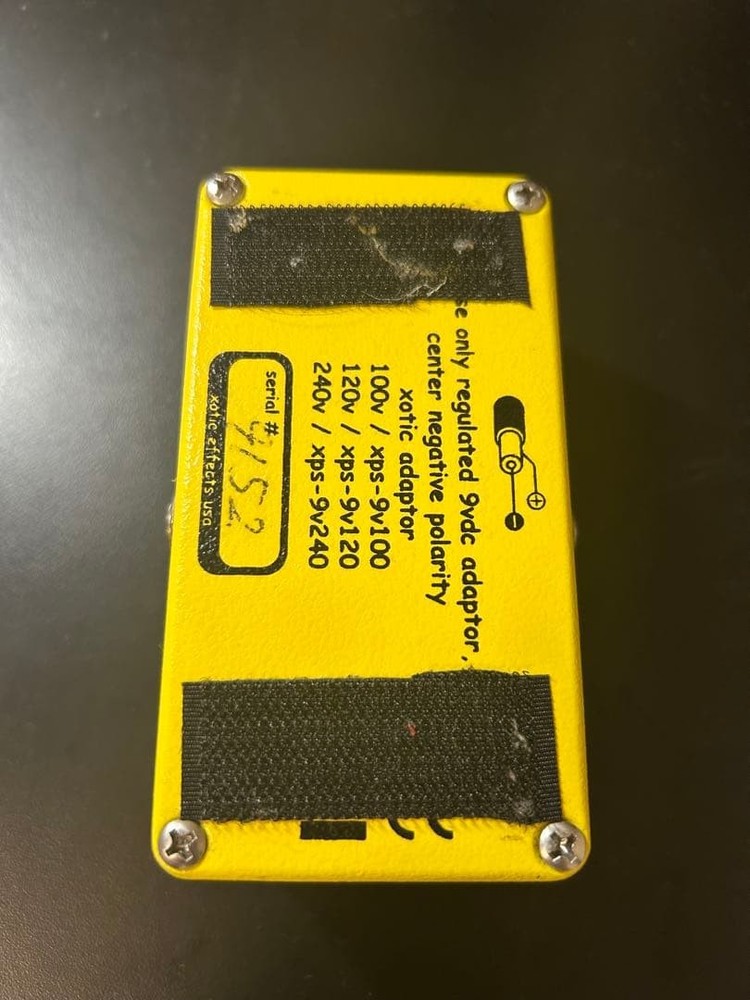 se only regulated 9vdc adaptor,
center negative polarity
xotic adaptor
100v / xps-9v100
120v / xps-9v120
240v / xps-9v240
serial #
xotic effects usa